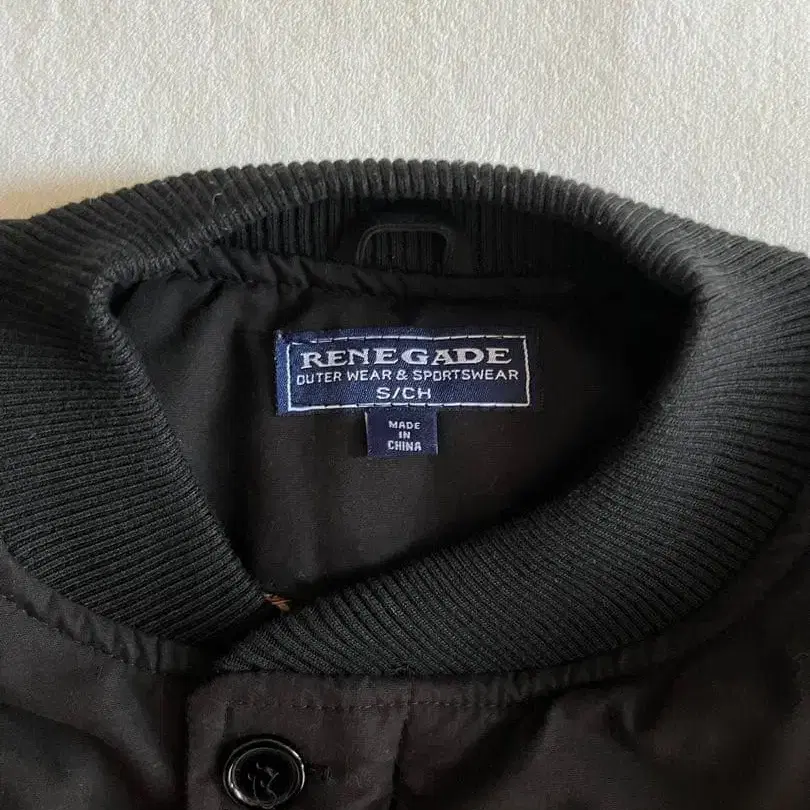 RENEGADE
OUTER WEAR & SPORTSWEAR
S/CH
MADE
IN
CHINA